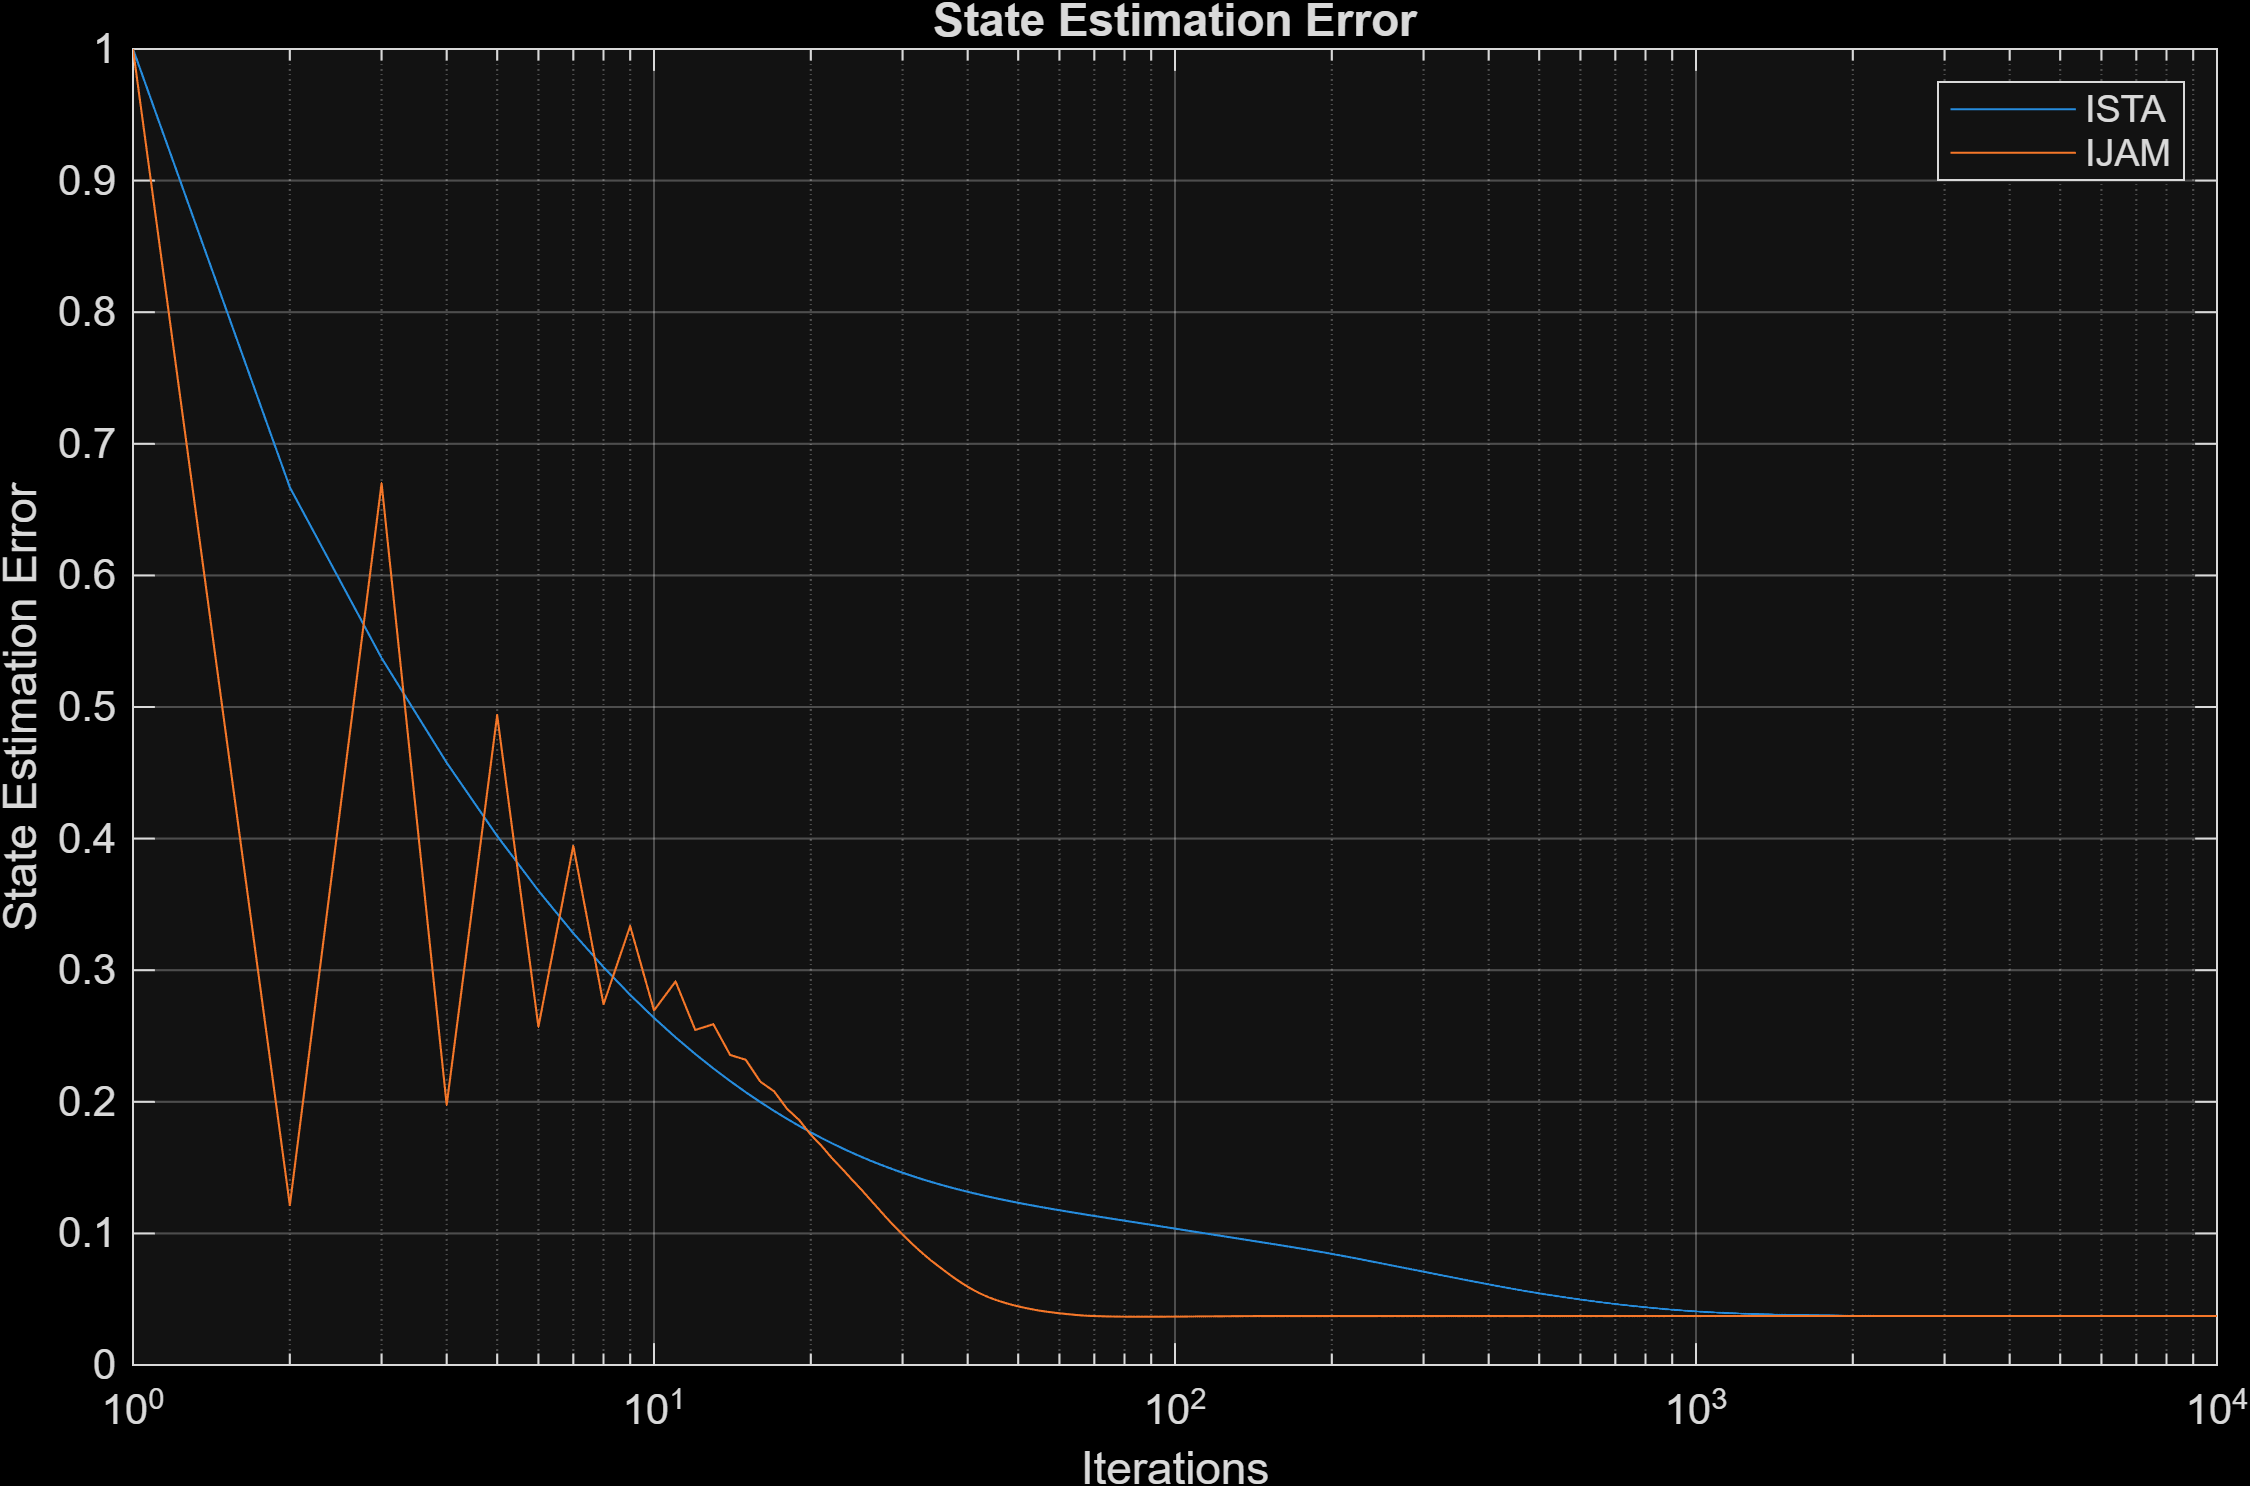 State Estimation Error
ISTA
IJAM
State Estimation Error
1
0.9
0.8
0.7
0.6
0.5
0.4
0.3
0.2
0.1
0
10⁰ 10¹ 10² 10³ 10⁴
Iterations